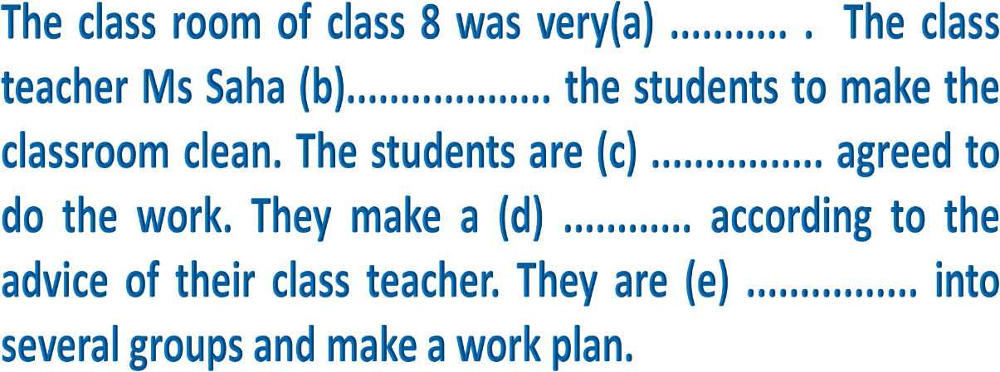 The class room of class 8 was very(a) ........... . The class
teacher Ms Saha (b)................... the students to make the
classroom clean. The students are (c) ................ agreed to
do the work. They make a (d) ............ according to the
advice of their class teacher. They are (e) ................ into
several groups and make a work plan.